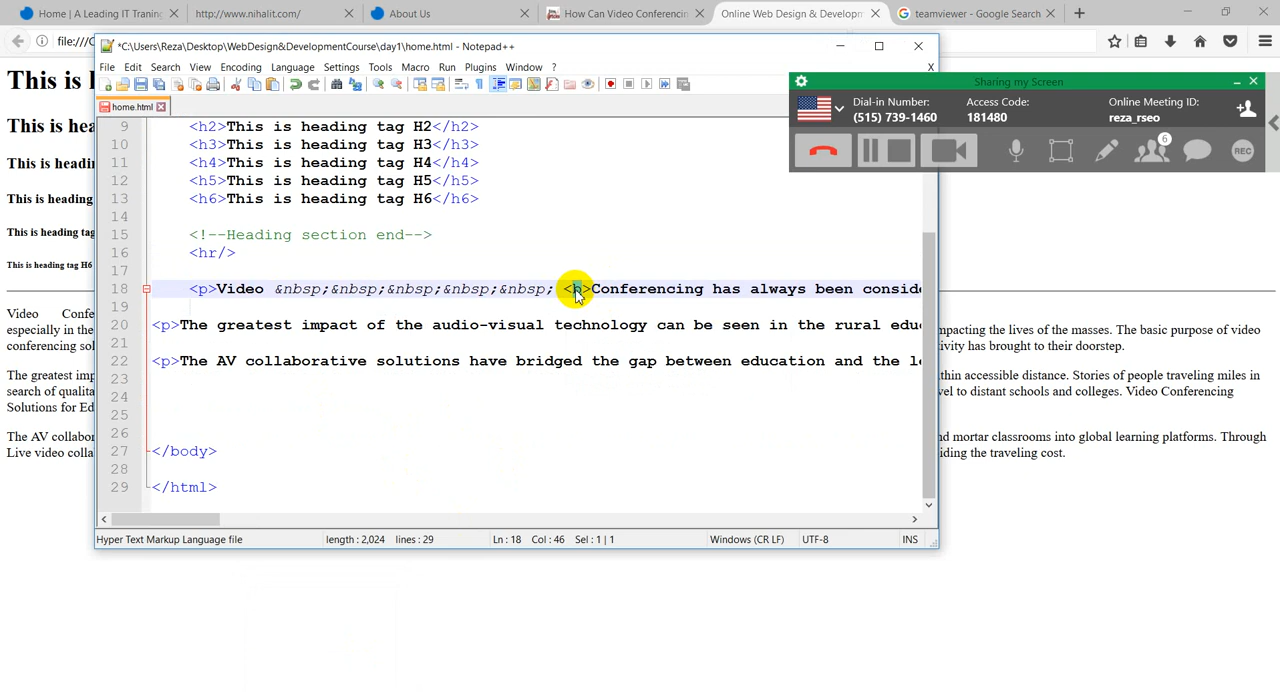 Home | A Leading IT Traning
http://www.nihalit.com/
About Us
How Can Video Conferencin
Online Web Design & Developm
teamviewer - Google Search
file:///C
*C:\Users\Reza\Desktop\WebDesign&DevelopmentCourse\day1\home.html - Notepad++
File Edit Search View Encoding Language Settings Tools Macro Run Plugins Window ? X
home.html
Sharing my Screen
Dial-in Number: Access Code: Online Meeting ID:
(515) 739-1460 181480 reza_rseo
6
REC
This is h
This is hea
This is headin
This is heading
This is heading tag
This is heading tag H6
9 <h2>This is heading tag H2</h2>
10 <h3>This is heading tag H3</h3>
11 <h4>This is heading tag H4</h4>
12 <h5>This is heading tag H5</h5>
13 <h6>This is heading tag H6</h6>
14
15 <!--Heading section end-->
16 <hr/>
17
18 <p>Video &nbsp;&nbsp;&nbsp;&nbsp;&nbsp; <p>Conferencing has always been conside
19
20 <p>The greatest impact of the audio-visual technology can be seen in the rural edu
21
22 <p>The AV collaborative solutions have bridged the gap between education and the le
23
24
25
26
27 </body>
28
29 </html>
Video Confe
especially in the mpacting the lives of the masses. The basic purpose of video
conferencing sol ivity has brought to their doorstep.
The greatest imp thin accessible distance. Stories of people traveling miles in
search of qualita vel to distant schools and colleges. Video Conferencing
Solutions for Ed
The AV collabor nd mortar classrooms into global learning platforms. Through
Live video colla iding the traveling cost.
Hyper Text Markup Language file length : 2,024 lines : 29 Ln : 18 Col : 46 Sel : 1 | 1 Windows (CR LF) UTF-8 INS